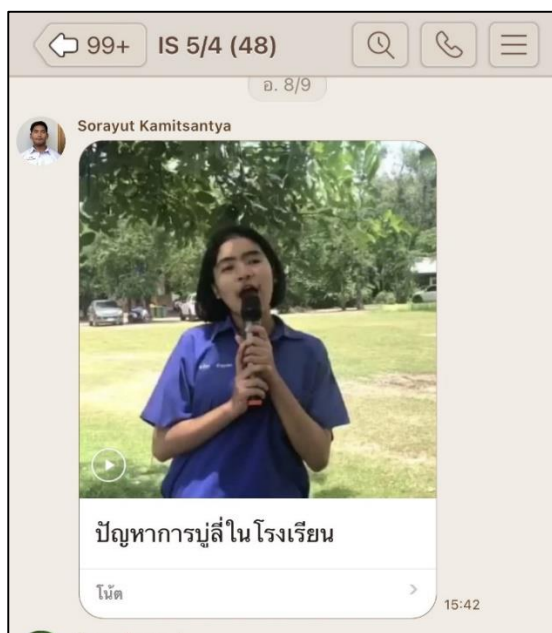 99+ IS 5/4 (48)
อ. 8/9
Sorayut Kamitsantya
ปัญหาการบู่ลี่ในโรงเรียน
โน้ต
15:42